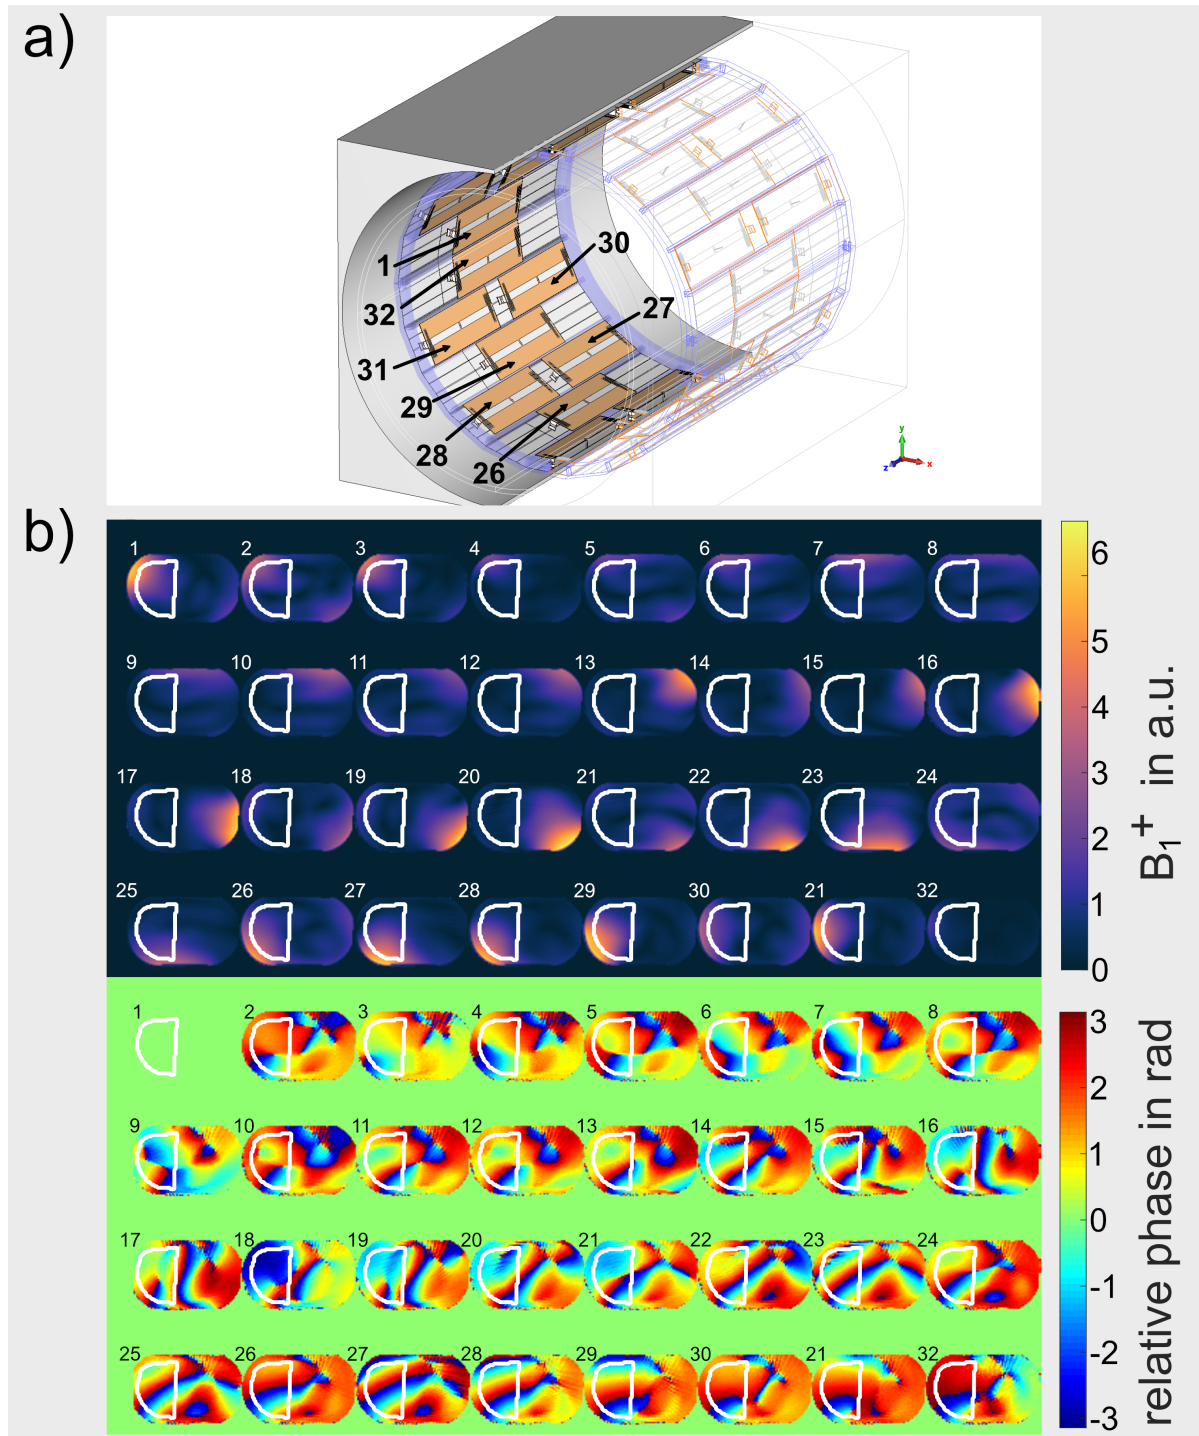 a)
30
1
27
32
31
29
28
26
y
z
x
b)
1 2 3 4 5 6 7 8
9 10 11 12 13 14 15 16
17 18 19 20 21 22 23 24
25 26 27 28 29 30 21 32
6
5
4
3
2
1
0
B1+ in a.u.
1 2 3 4 5 6 7 8
9 10 11 12 13 14 15 16
17 18 19 20 21 22 23 24
25 26 27 28 29 30 21 32
3
2
1
0
-1
-2
-3
relative phase in rad